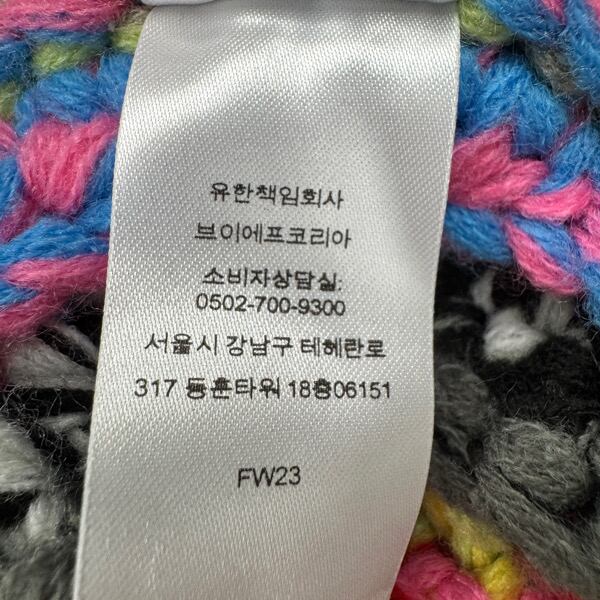 유한책임회사
브이에프코리아
소비자상담실:
0502-700-9300
서울시 강남구 테헤란로
317 동훈타워 18층06151
FW23